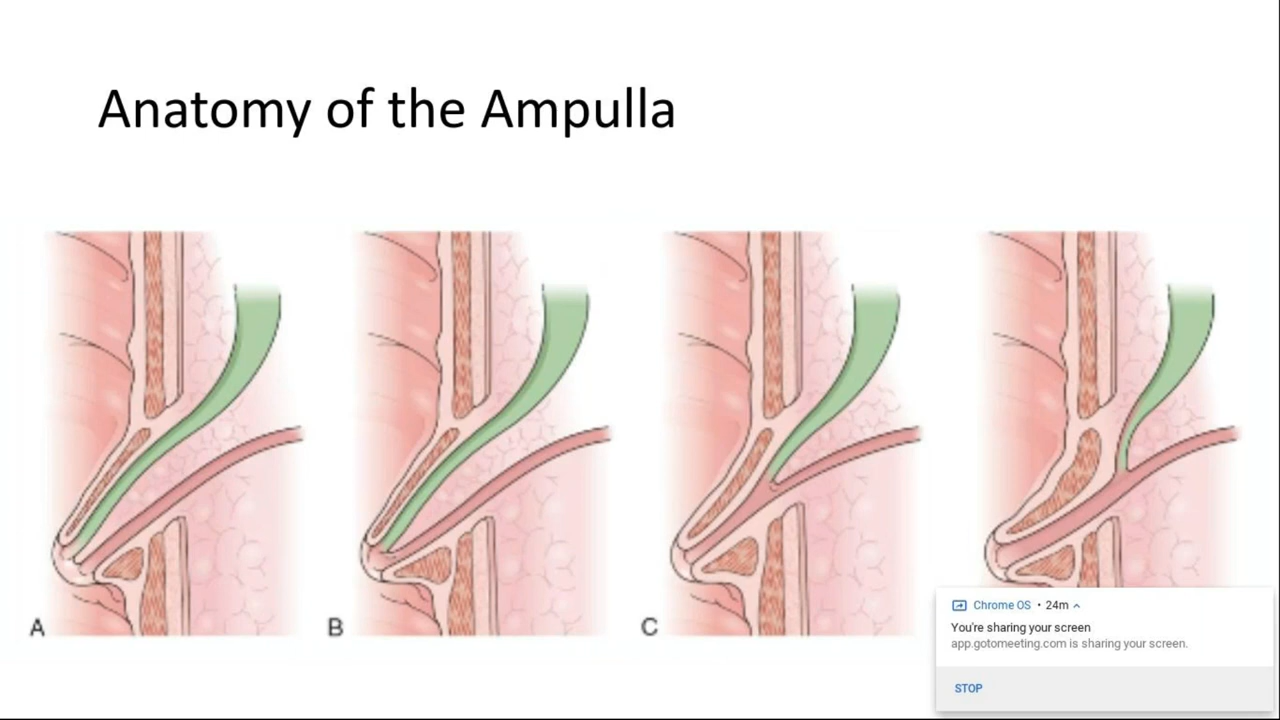 Anatomy of the Ampulla
A
B
C
Chrome OS • 24m
You're sharing your screen
app.gotomeeting.com is sharing your screen.
STOP